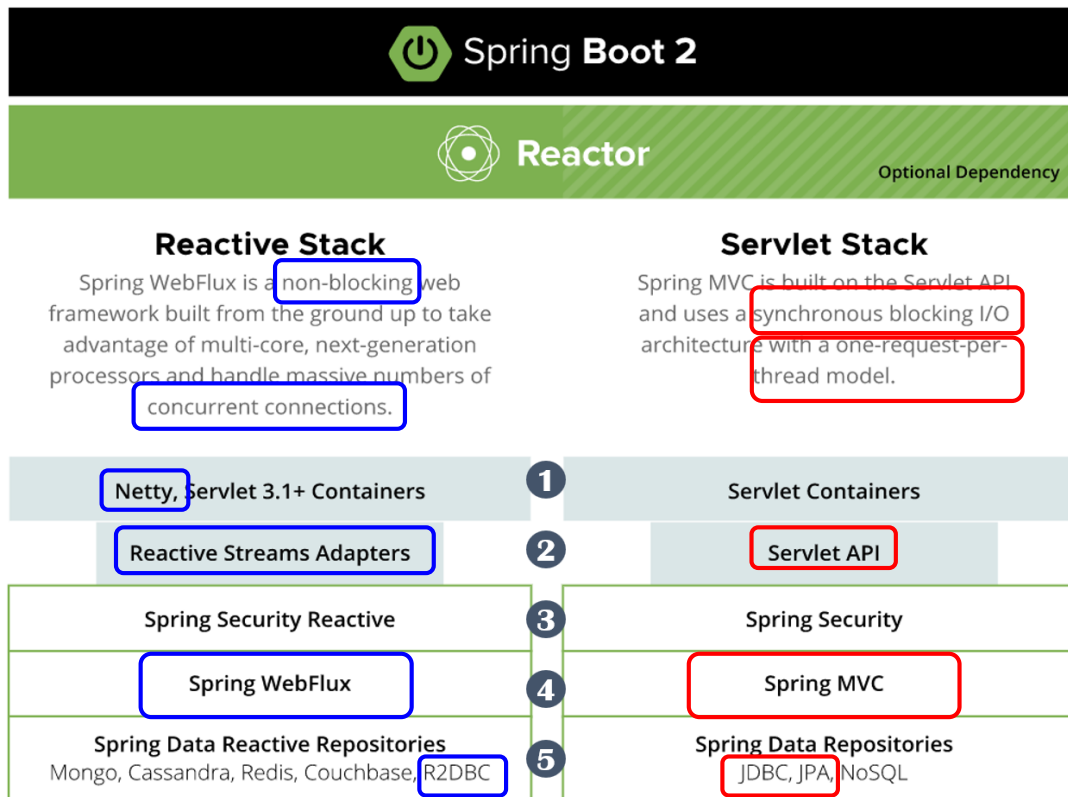 Spring Boot 2
Reactor
Optional Dependency
Reactive Stack
Spring WebFlux is a non-blocking web
framework built from the ground up to take
advantage of multi-core, next-generation
processors and handle massive numbers of
concurrent connections.
Servlet Stack
Spring MVC is built on the Servlet API
and uses a synchronous blocking I/O
architecture with a one-request-per-
thread model.
Netty, Servlet 3.1+ Containers
1
Servlet Containers
Reactive Streams Adapters
2
Servlet API
Spring Security Reactive
3
Spring Security
Spring WebFlux
4
Spring MVC
Spring Data Reactive Repositories
Mongo, Cassandra, Redis, Couchbase, R2DBC
5
Spring Data Repositories
JDBC, JPA, NoSQL